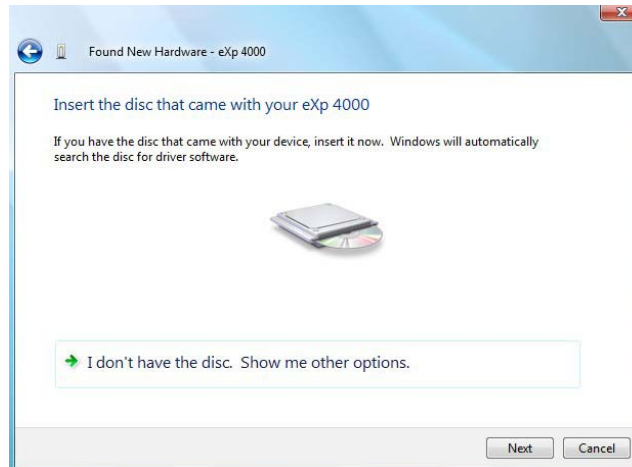 Found New Hardware - eXp 4000
Insert the disc that came with your eXp 4000
If you have the disc that came with your device, insert it now.  Windows will automatically
search the disc for driver software.
I don't have the disc.  Show me other options.
Next Cancel